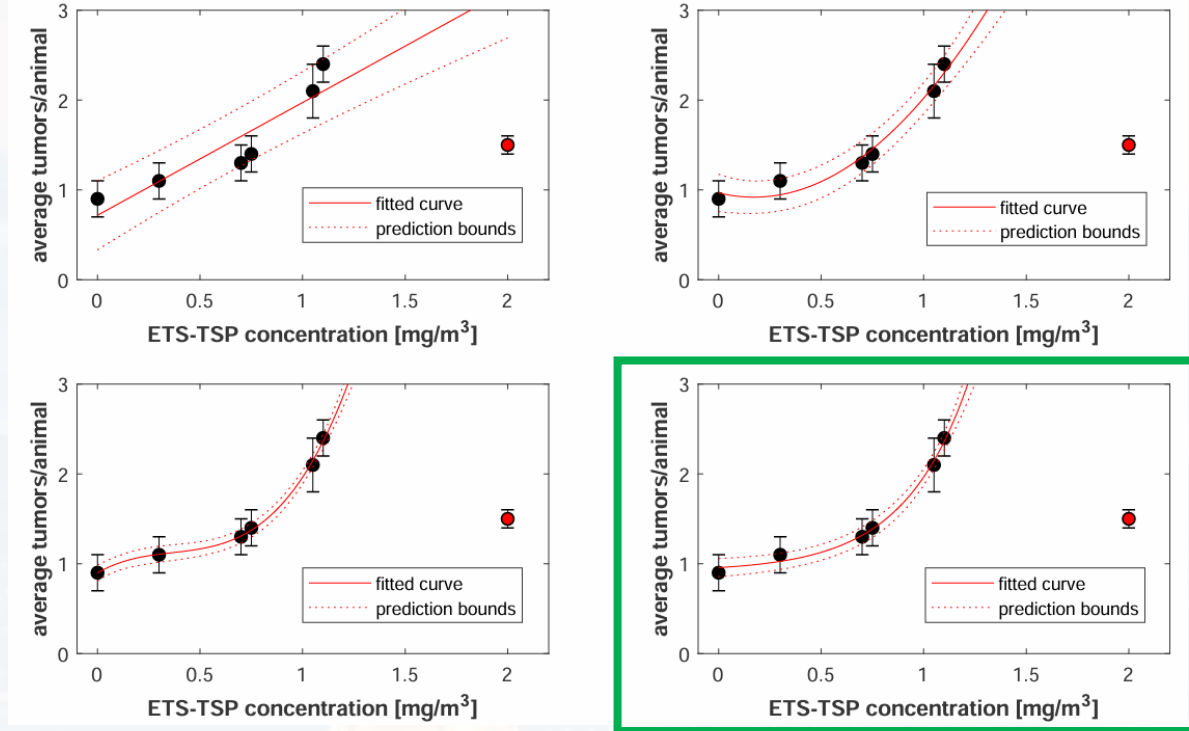 average tumors/animal
3
2
1
0
0 0.5 1 1.5 2
ETS-TSP concentration [mg/m³]
fitted curve
prediction bounds
average tumors/animal
3
2
1
0
0 0.5 1 1.5 2
ETS-TSP concentration [mg/m³]
fitted curve
prediction bounds
average tumors/animal
3
2
1
0
0 0.5 1 1.5 2
ETS-TSP concentration [mg/m³]
fitted curve
prediction bounds
average tumors/animal
3
2
1
0
0 0.5 1 1.5 2
ETS-TSP concentration [mg/m³]
fitted curve
prediction bounds